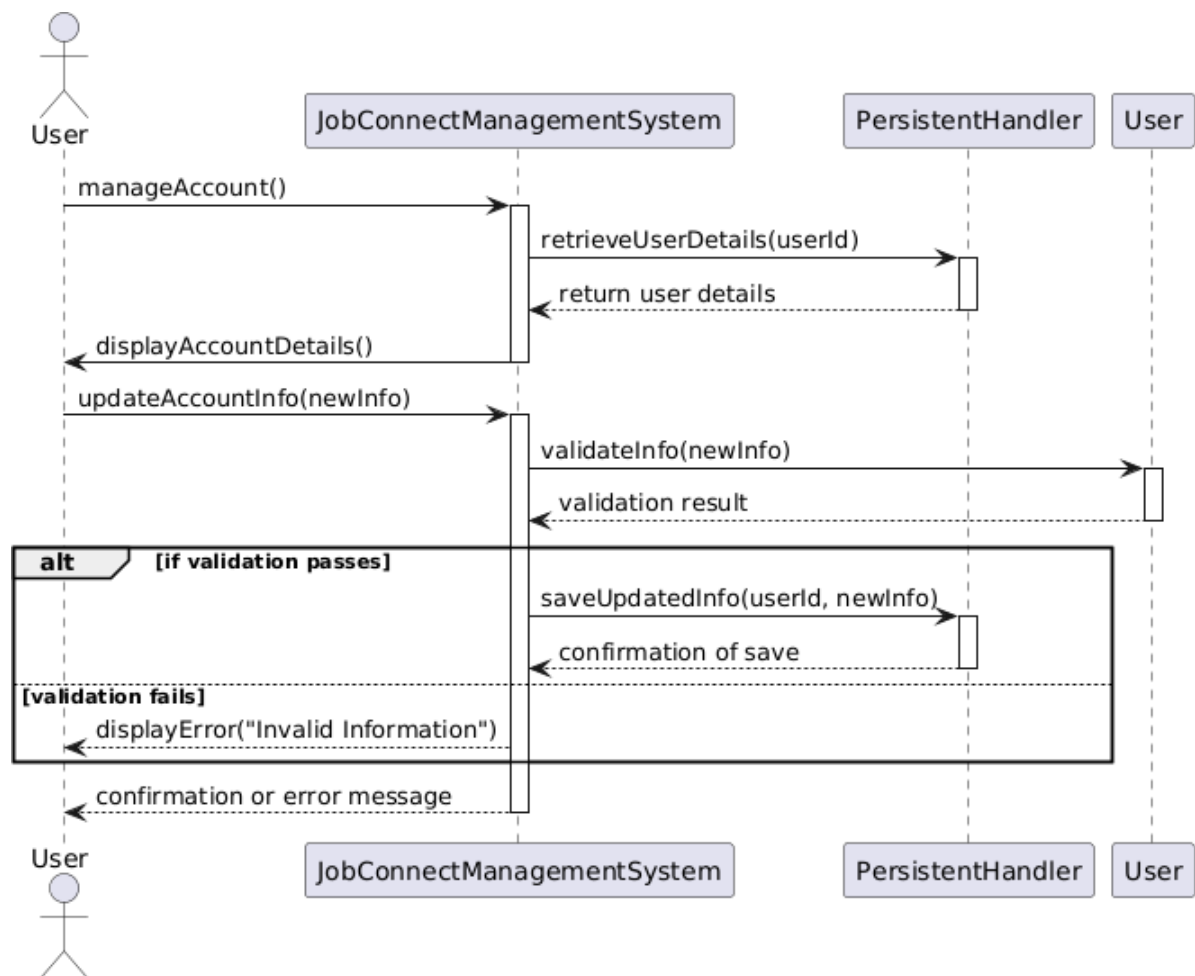 User
JobConnectManagementSystem
PersistentHandler
User
manageAccount()
retrieveUserDetails(userId)
return user details
displayAccountDetails()
updateAccountInfo(newInfo)
validateInfo(newInfo)
validation result
alt [if validation passes]
saveUpdatedInfo(userId, newInfo)
confirmation of save
[validation fails]
displayError("Invalid Information")
confirmation or error message
User
JobConnectManagementSystem
PersistentHandler
User